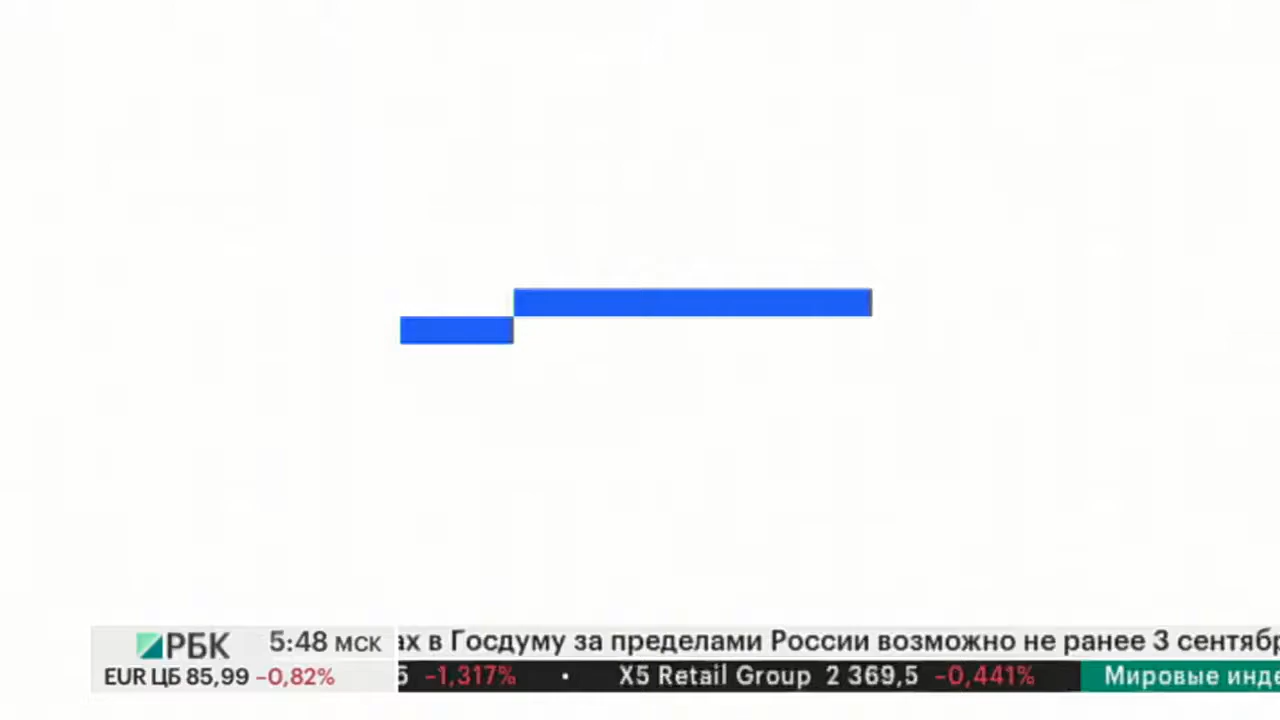 РБК 5:48 мск
ах в Госдуму за пределами России возможно не ранее 3 сентябр
EUR ЦБ 85,99 -0,82%
5 -1,317% • X5 Retail Group 2 369,5 -0,441% Мировые инде